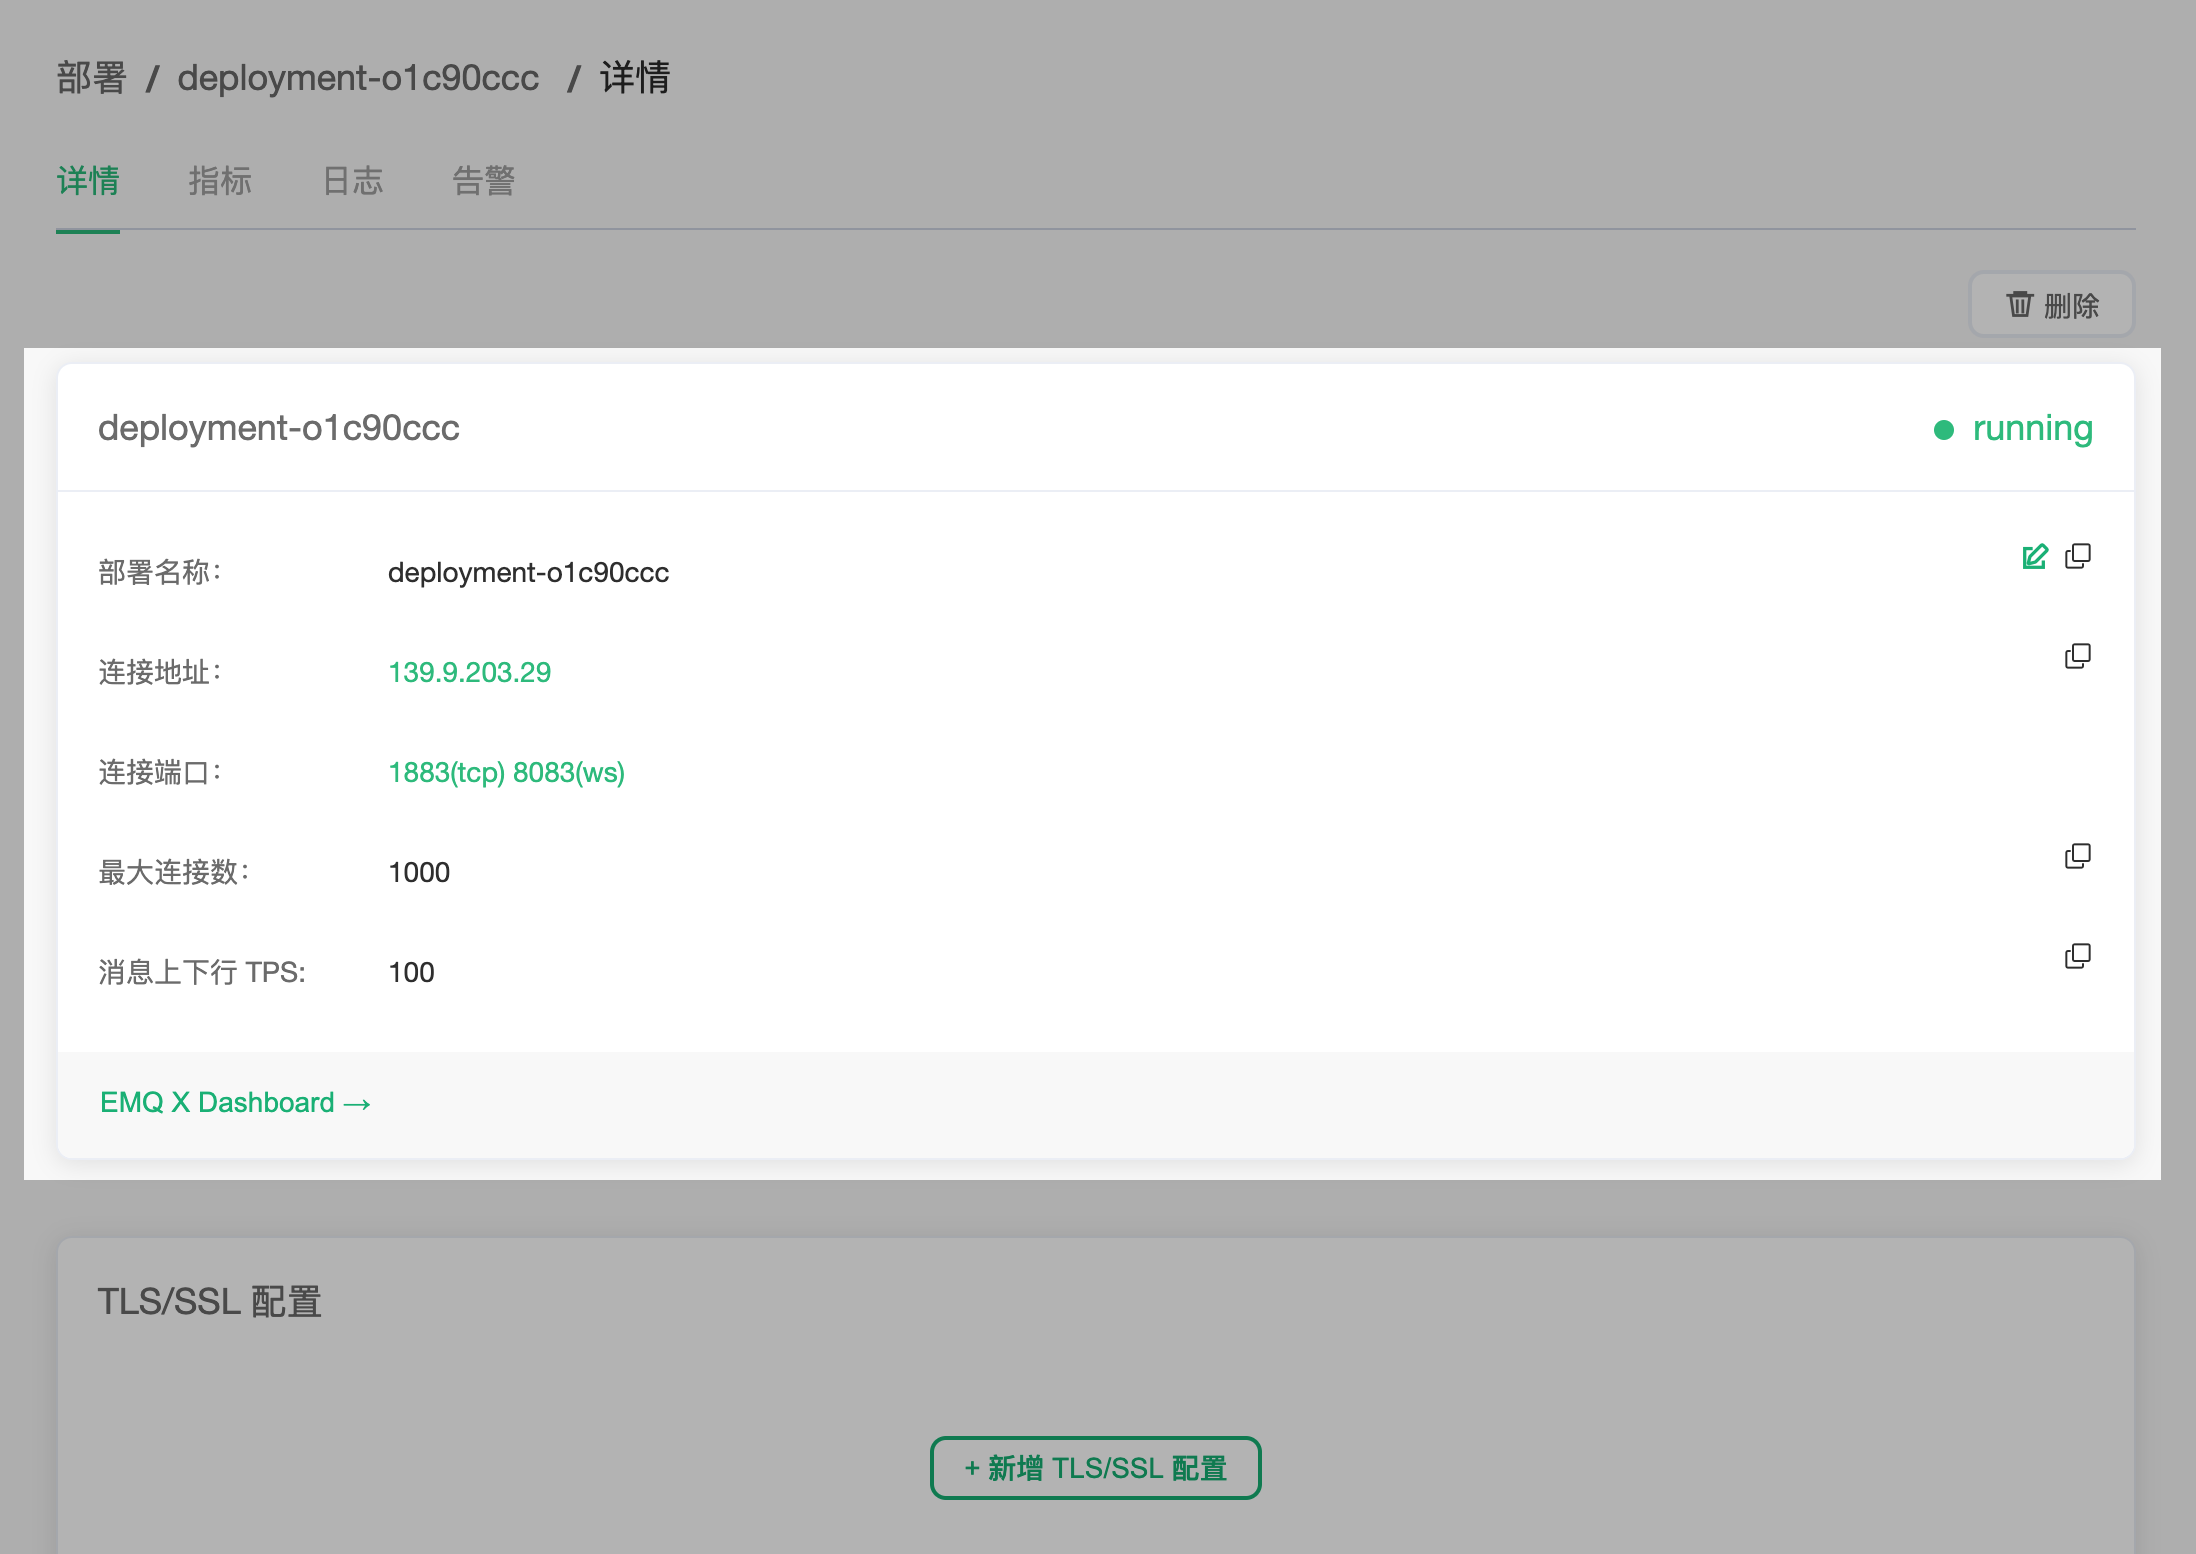 部署 / deployment-o1c90ccc / 详情
详情 指标 日志 告警
删除
deployment-o1c90ccc running
部署名称： deployment-o1c90ccc
连接地址： 139.9.203.29
连接端口： 1883(tcp) 8083(ws)
最大连接数： 1000
消息上下行 TPS: 100
EMQ X Dashboard →
TLS/SSL 配置
+ 新增 TLS/SSL 配置